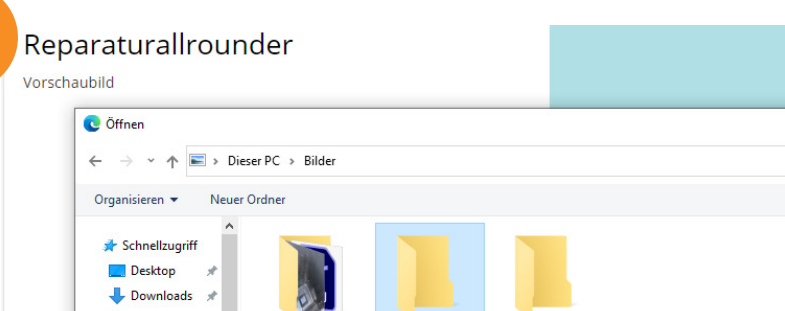 Reparaturallrounder
Vorschaubild
Öffnen
Dieser PC > Bilder
Organisieren Neuer Ordner
Schnellzugriff
Desktop
Downloads